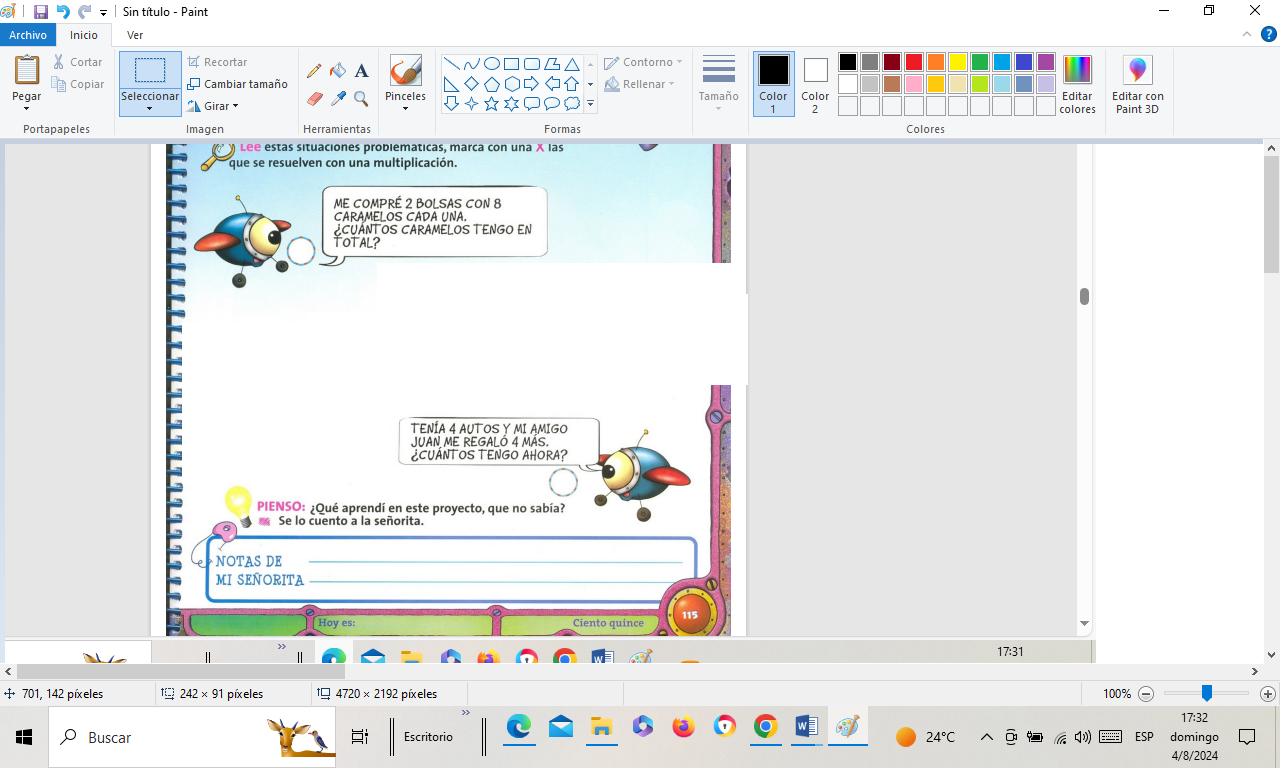 Sin título - Paint
Archivo
Inicio
Ver
Pegar
Cortar
Copiar
Portapapeles
Seleccionar
Recortar
Cambiar tamaño
Girar
Imagen
Herramientas
Pinceles
Contorno
Rellenar
Formas
Tamaño
Color 1
Color 2
Editar colores
Colores
Editar con Paint 3D
Lee estas situaciones problemáticas, marca con una X las
que se resuelven con una multiplicación.
ME COMPRÉ 2 BOLSAS CON 8
CARAMELOS CADA UNA.
¿CUÁNTOS CARAMELOS TENGO EN
TOTAL?
TENÍA 4 AUTOS Y MI AMIGO
JUAN ME REGALÓ 4 MÁS.
¿CUÁNTOS TENGO AHORA?
PIENSO: ¿Qué aprendí en este proyecto, que no sabía?
Se lo cuento a la señorita.
NOTAS DE
MI SEÑORITA
115
Hoy es:
Ciento quince
17:31
701, 142 píxeles
242 × 91 píxeles
4720 × 2192 píxeles
100%
Buscar
Escritorio
24°C
ESP
17:32
domingo
4/8/2024